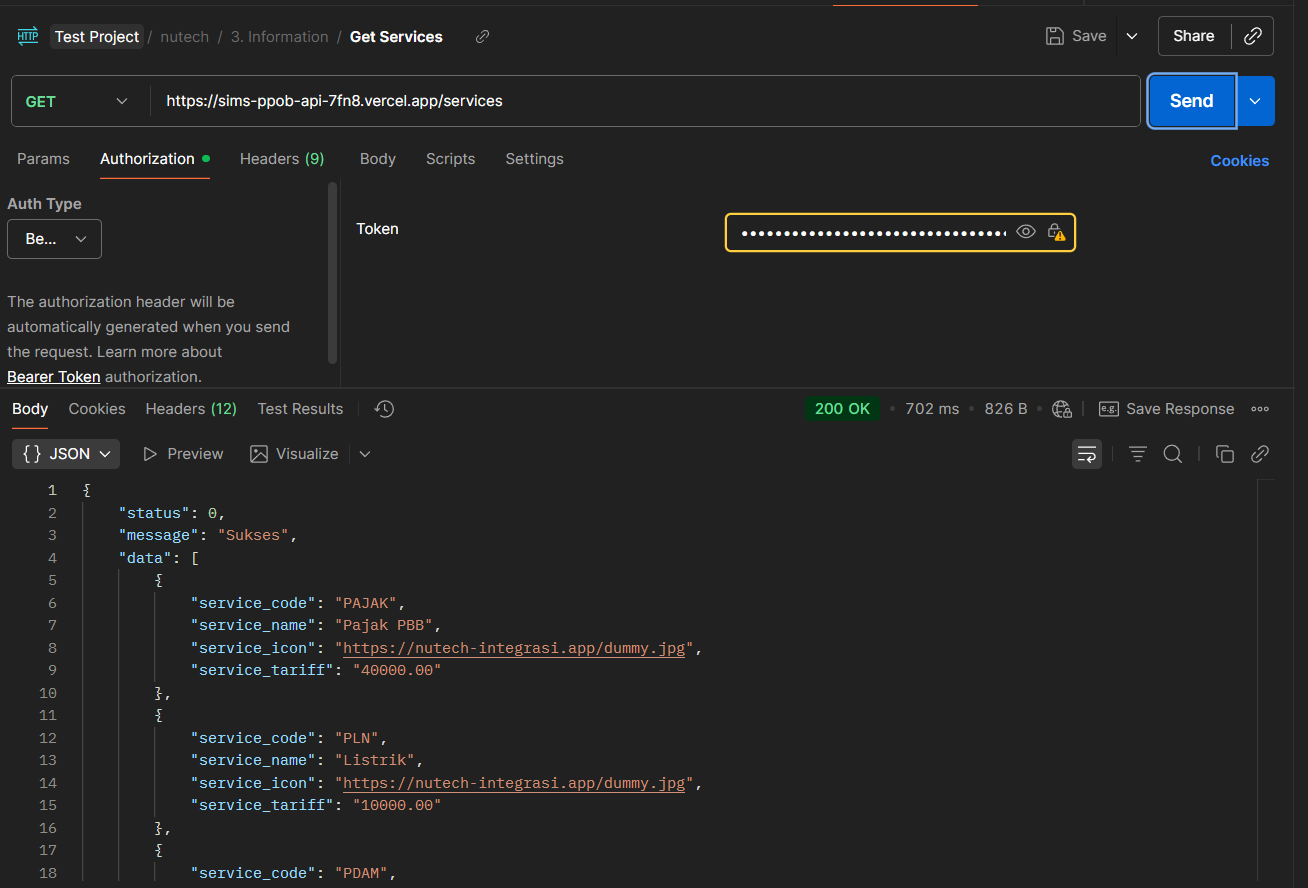 HTTP Test Project / nutech / 3. Information / Get Services Save Share
GET https://sims-ppob-api-7fn8.vercel.app/services Send
Params Authorization Headers (9) Body Scripts Settings Cookies
Auth Type
Be...
Token
The authorization header will be
automatically generated when you send
the request. Learn more about
Bearer Token authorization.
Body Cookies Headers (12) Test Results 200 OK • 702 ms • 826 B • e.g. Save Response
{} JSON Preview Visualize
1 {
2 "status": 0,
3 "message": "Sukses",
4 "data": [
5 {
6 "service_code": "PAJAK",
7 "service_name": "Pajak PBB",
8 "service_icon": "https://nutech-integrasi.app/dummy.jpg",
9 "service_tariff": "40000.00"
10 },
11 {
12 "service_code": "PLN",
13 "service_name": "Listrik",
14 "service_icon": "https://nutech-integrasi.app/dummy.jpg",
15 "service_tariff": "10000.00"
16 },
17 {
18 "service_code": "PDAM",